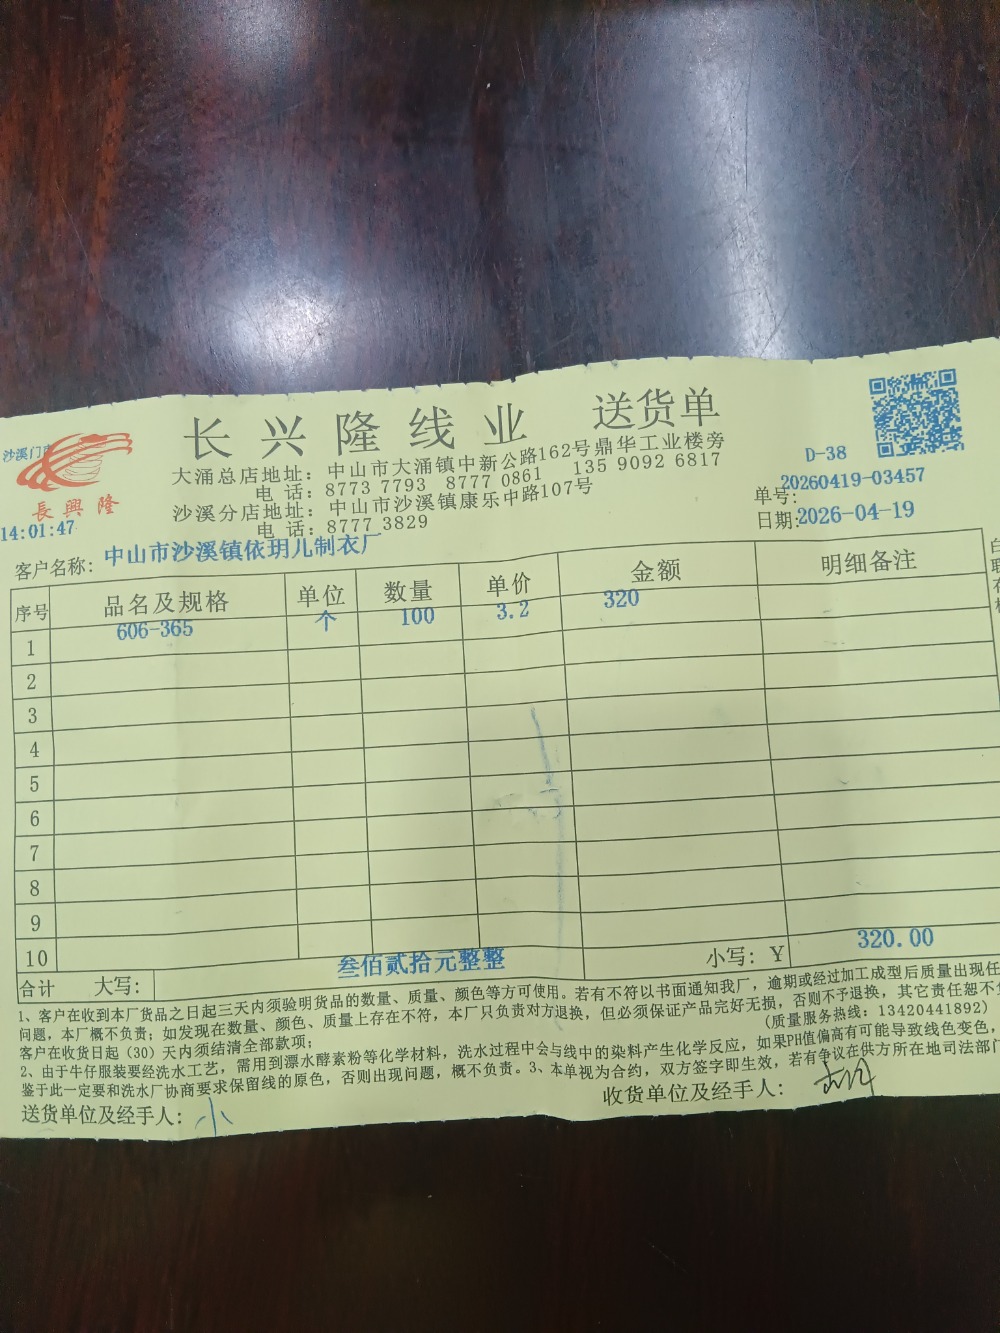 长兴隆线业 送货单
沙溪门市
長興隆
14:01:47
大涌总店地址：中山市大涌镇中新公路162号鼎华工业楼旁
电 话：8773 7793 8777 0861 135 9092 6817
沙溪分店地址：中山市沙溪镇康乐中路107号
电 话：8777 3829
D-38
单号：20260419-03457
日期：2026-04-19
客户名称：中山市沙溪镇依玥儿制衣厂
序号 品名及规格 单位 数量 单价 金额 明细备注
1 606-365 个 100 3.2 320
2
3
4
5
6
7
8
9
10
合计 大写：叁佰贰拾元整整 小写：￥ 320.00
1、客户在收到本厂货品之日起三天内须验明货品的数量、质量、颜色等方可使用。若有不符以书面通知我厂，逾期或经过加工成型后质量出现任
问题，本厂概不负责；如发现在数量、颜色、质量上存在不符，本厂只负责对方退换，但必须保证产品完好无损，否则不予退换，其它责任恕不
客户在收货日起（30）天内须结清全部款项； （质量服务热线：13420441892）
2、由于牛仔服装要经洗水工艺，需用到漂水酵素粉等化学材料，洗水过程中会与线中的染料产生化学反应，如果PH值偏高有可能导致线色变色，
鉴于此一定要和洗水厂协商要求保留线的原色，否则出现问题，概不负责。3、本单视为合约，双方签字即生效，若有争议在供方所在地司法部门
送货单位及经手人：小 收货单位及经手人：